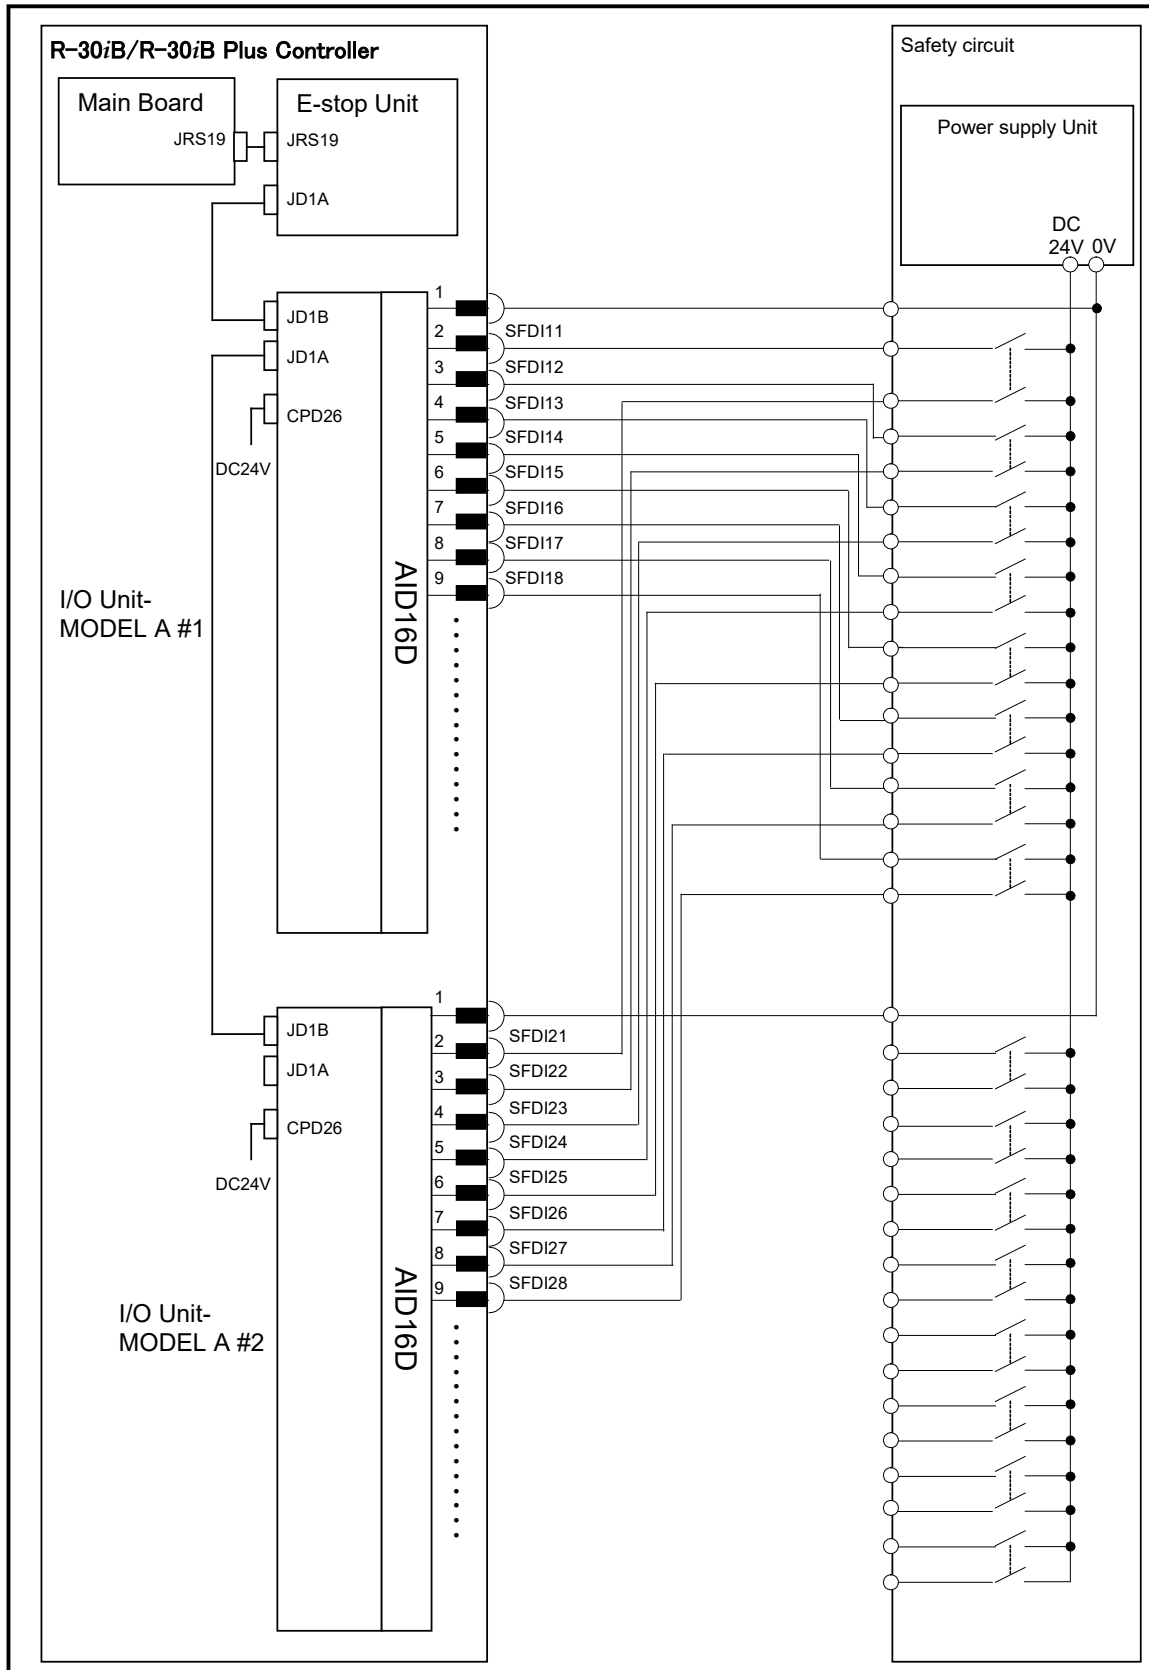 R-30iB/R-30iB Plus Controller
Main Board
JRS19
E-stop Unit
JRS19
JD1A
Safety circuit
Power supply Unit
DC
24V 0V
JD1B
JD1A
CPD26
DC24V
I/O Unit-
MODEL A #1
AID16D
1
2 SFDI11
3 SFDI12
4 SFDI13
5 SFDI14
6 SFDI15
7 SFDI16
8 SFDI17
9 SFDI18
JD1B
JD1A
CPD26
DC24V
I/O Unit-
MODEL A #2
AID16D
1
2 SFDI21
3 SFDI22
4 SFDI23
5 SFDI24
6 SFDI25
7 SFDI26
8 SFDI27
9 SFDI28